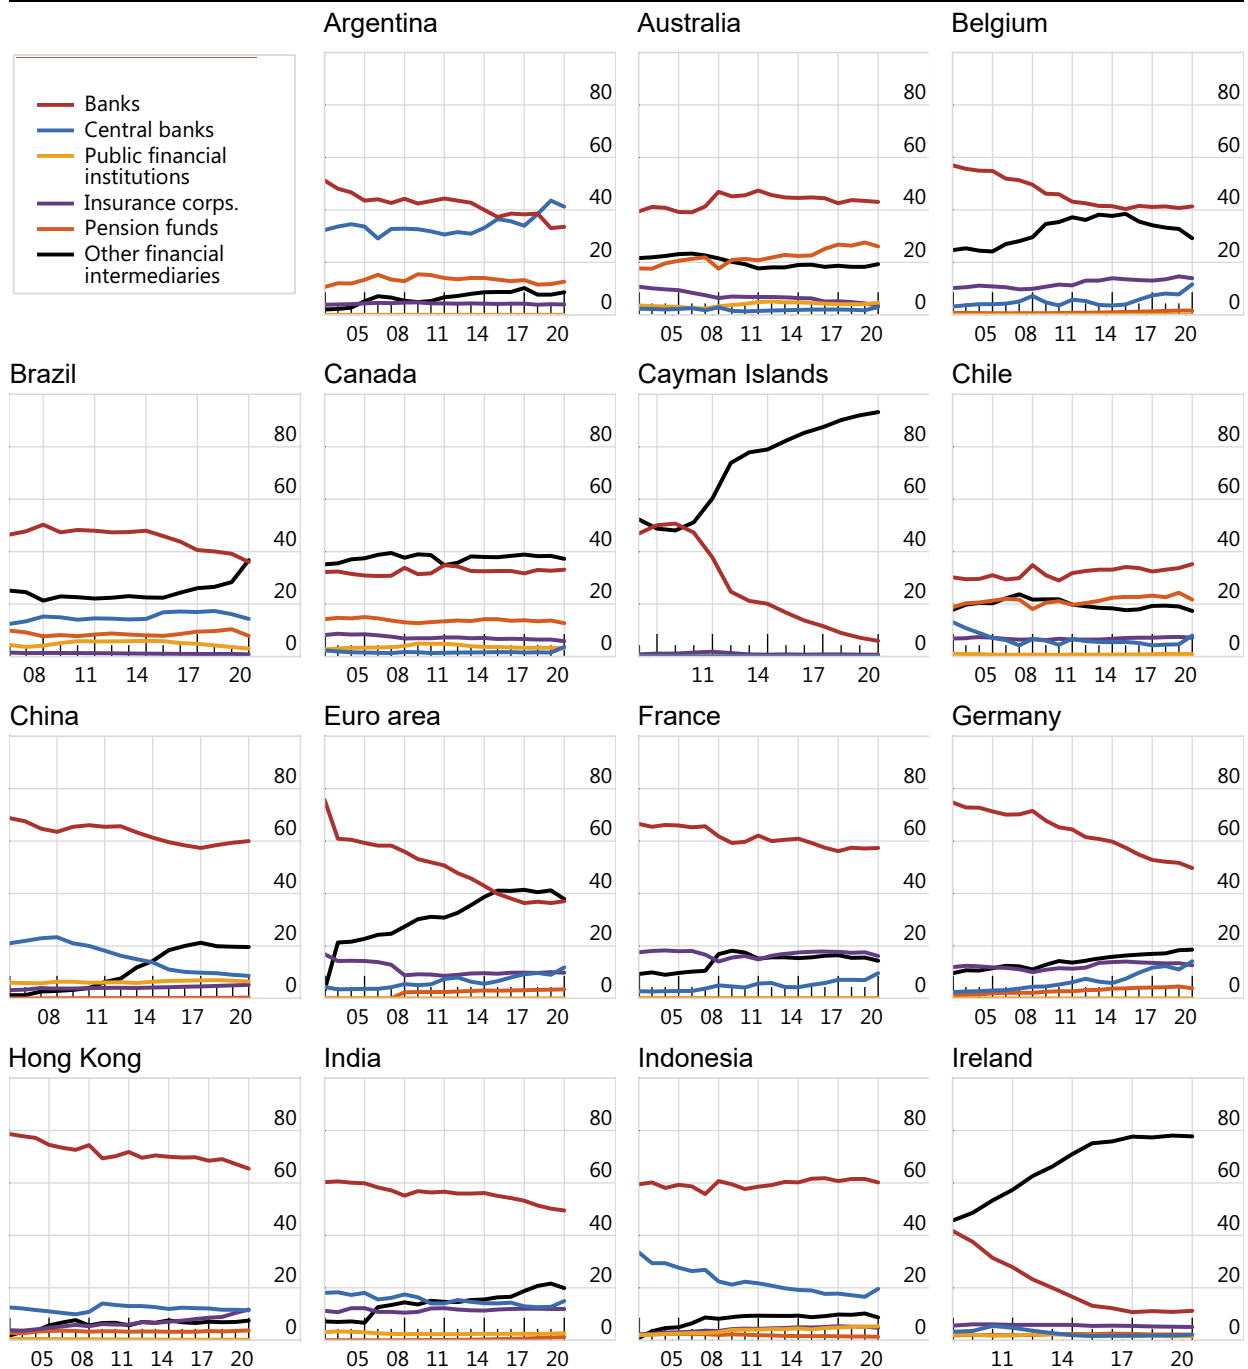 Argentina
Australia
Belgium
Banks
Central banks
Public financial
institutions
Insurance corps.
Pension funds
Other financial
intermediaries
80
60
40
20
0
05 08 11 14 17 20
80
60
40
20
0
05 08 11 14 17 20
80
60
40
20
0
05 08 11 14 17 20
Brazil
Canada
Cayman Islands
Chile
80
60
40
20
0
08 11 14 17 20
80
60
40
20
0
05 08 11 14 17 20
80
60
40
20
0
11 14 17 20
80
60
40
20
0
05 08 11 14 17 20
China
Euro area
France
Germany
80
60
40
20
0
08 11 14 17 20
80
60
40
20
0
05 08 11 14 17 20
80
60
40
20
0
05 08 11 14 17 20
80
60
40
20
0
05 08 11 14 17 20
Hong Kong
India
Indonesia
Ireland
80
60
40
20
0
05 08 11 14 17 20
80
60
40
20
0
05 08 11 14 17 20
80
60
40
20
0
05 08 11 14 17 20
80
60
40
20
0
11 14 17 20